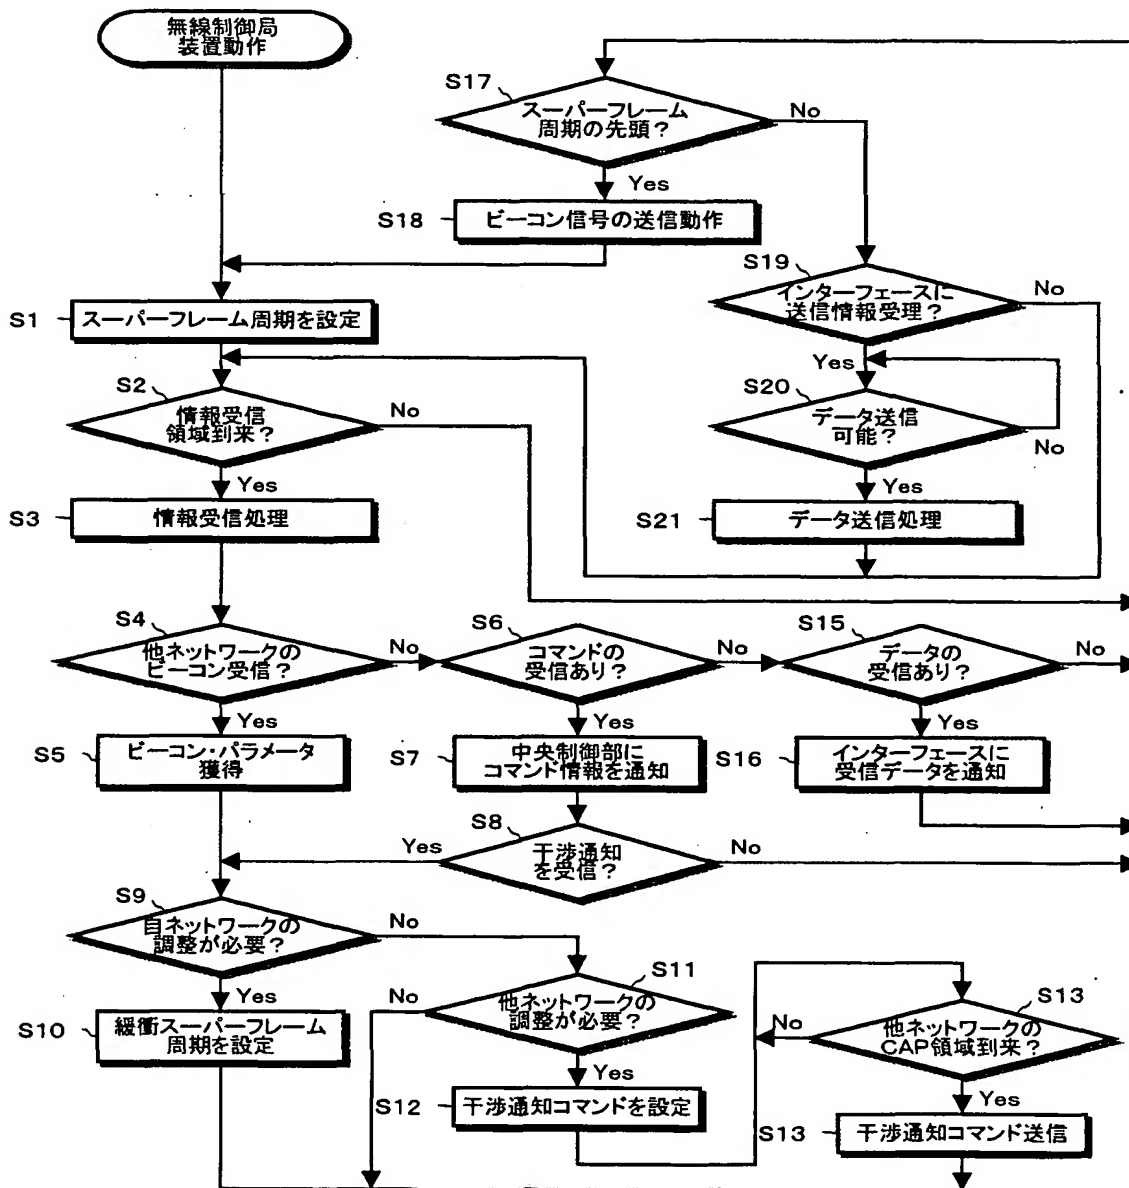 無線制御局
装置動作
S17
スーパーフレーム
周期の先頭？
No
Yes
S18
ビーコン信号の送信動作
S19
インターフェースに
送信情報受理？
No
Yes
S1
スーパーフレーム周期を設定
S2
情報受信
領域到来？
No
Yes
S20
データ送信
可能？
No
Yes
S3
情報受信処理
S21
データ送信処理
S4
他ネットワークの
ビーコン受信？
No
Yes
S6
コマンドの
受信あり？
No
Yes
S15
データの
受信あり？
No
Yes
S5
ビーコン・パラメータ
獲得
S7
中央制御部に
コマンド情報を通知
S16
インターフェースに
受信データを通知
S8
干渉通知
を受信？
Yes
No
S9
自ネットワークの
調整が必要？
No
Yes
S11
他ネットワークの
調整が必要？
No
Yes
S13
他ネットワークの
CAP領域到来？
No
Yes
S10
緩衝スーパーフレーム
周期を設定
S12
干渉通知コマンドを設定
S13
干渉通知コマンド送信